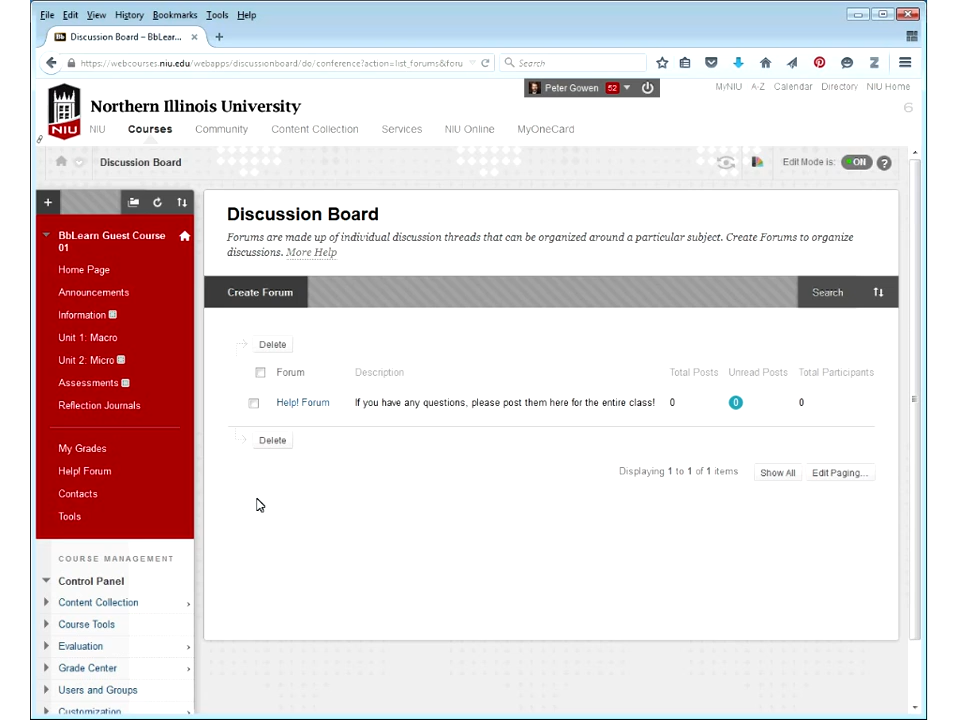 File Edit View History Bookmarks Tools Help
Bb Discussion Board – BbLear... × +
https://webcourses.niu.edu/webapps/discussionboard/do/conference?action=list_forums&foru Search
Peter Gowen 52
MyNIU A-Z Calendar Directory NIU Home
NIU
Northern Illinois University
6
NIU Courses Community Content Collection Services NIU Online MyOneCard
Discussion Board
Edit Mode is: ON ?
+
BbLearn Guest Course
01
Home Page
Announcements
Information
Unit 1: Macro
Unit 2: Micro
Assessments
Reflection Journals
My Grades
Help! Forum
Contacts
Tools
COURSE MANAGEMENT
Control Panel
Content Collection
Course Tools
Evaluation
Grade Center
Users and Groups
Customization
Discussion Board
Forums are made up of individual discussion threads that can be organized around a particular subject. Create Forums to organize
discussions. More Help
Create Forum Search
Delete
Forum Description Total Posts Unread Posts Total Participants
Help! Forum If you have any questions, please post them here for the entire class! 0 0 0
Delete
Displaying 1 to 1 of 1 items Show All Edit Paging...